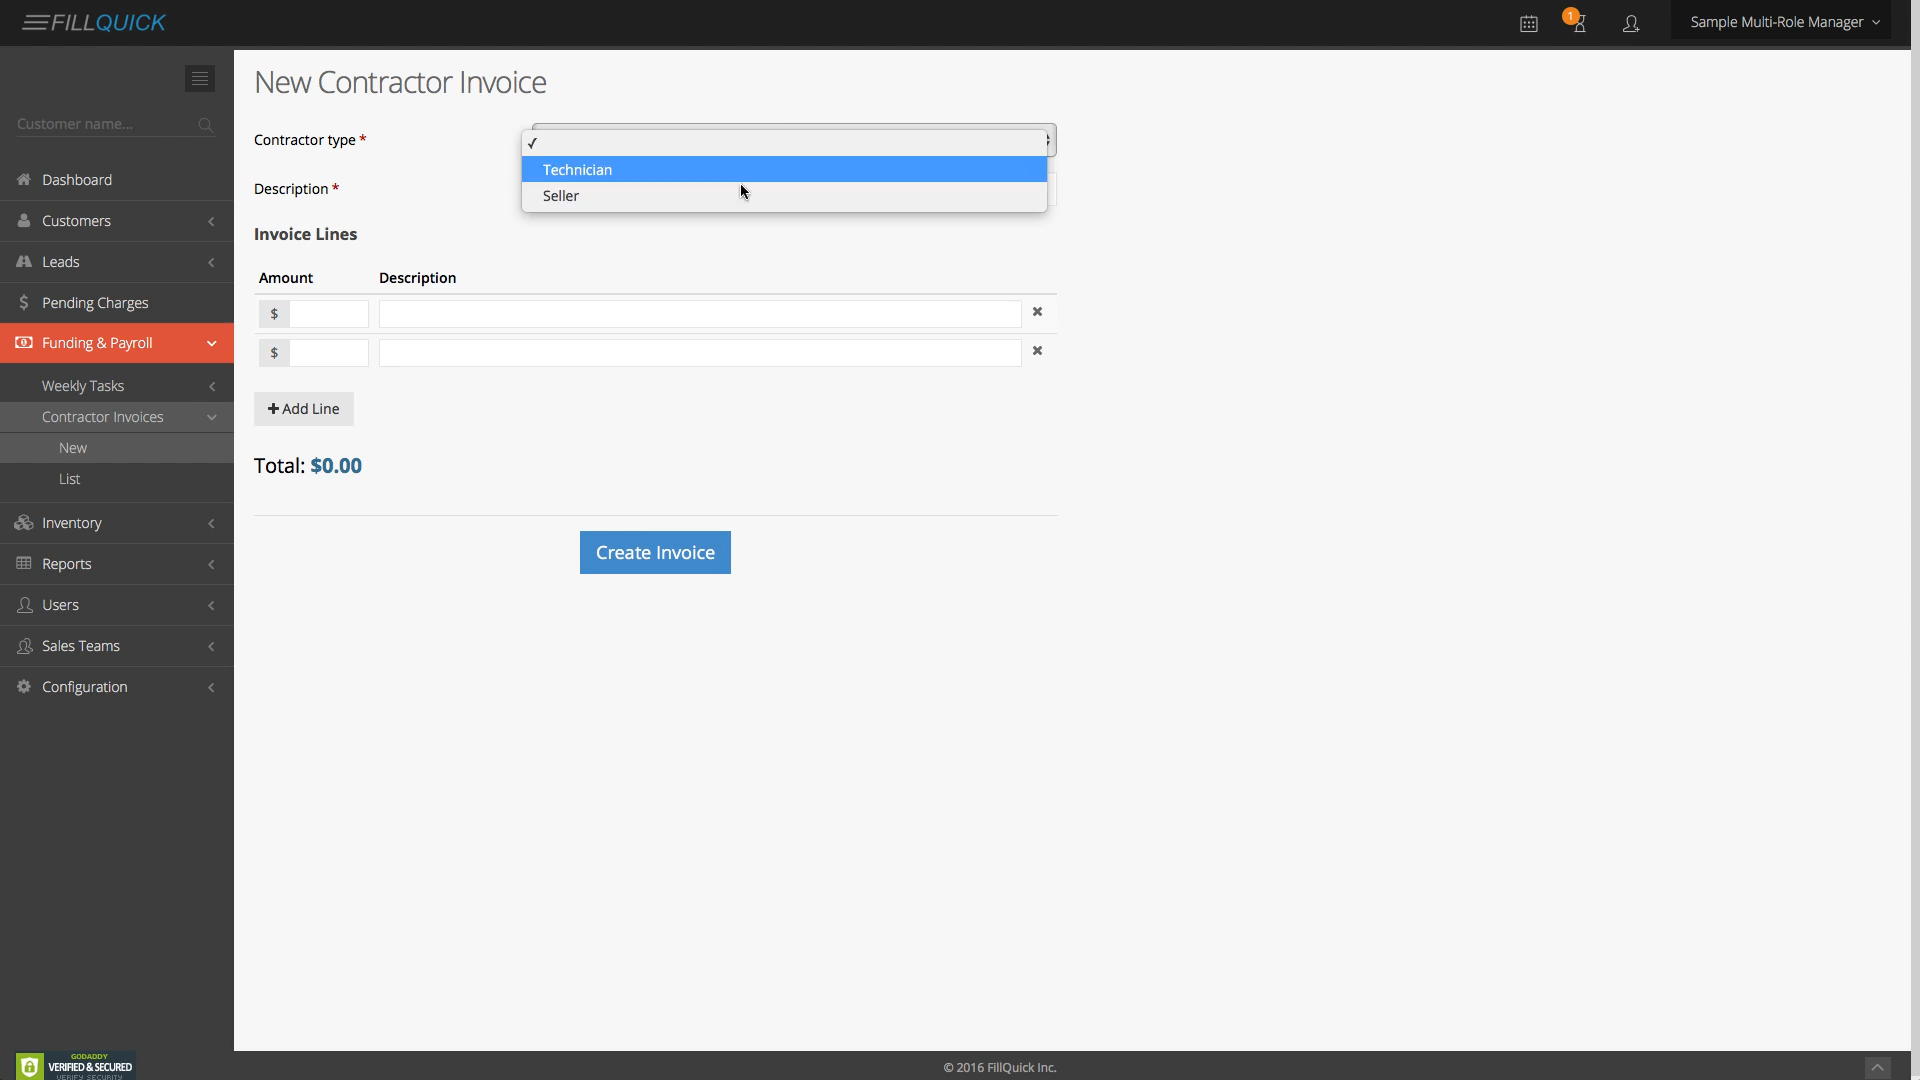 FILLQUICK
1
Sample Multi-Role Manager
Customer name...
Dashboard
Customers
Leads
Pending Charges
Funding & Payroll
Weekly Tasks
Contractor Invoices
New
List
Inventory
Reports
Users
Sales Teams
Configuration
GODADDY
VERIFIED & SECURED
VERIFY SECURITY
New Contractor Invoice
Contractor type *
✓
Technician
Seller
Description *
Invoice Lines
Amount Description
$
$
+ Add Line
Total: $0.00
Create Invoice
© 2016 FillQuick Inc.